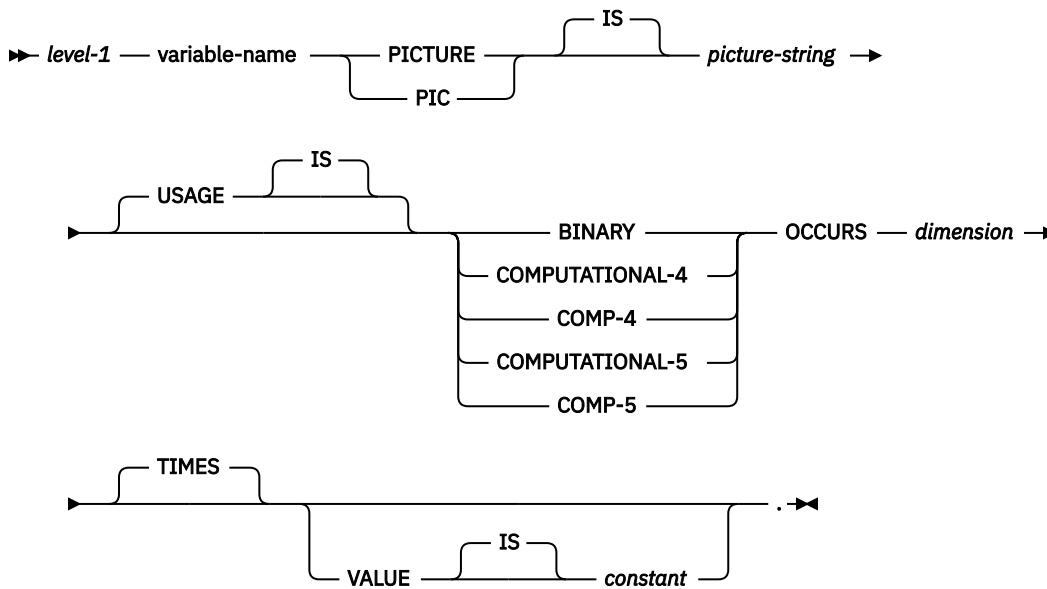 IS
level-1 variable-name PICTURE picture-string
PIC
IS
USAGE
BINARY OCCURS dimension
COMPUTATIONAL-4
COMP-4
COMPUTATIONAL-5
COMP-5
TIMES
.
IS
VALUE constant